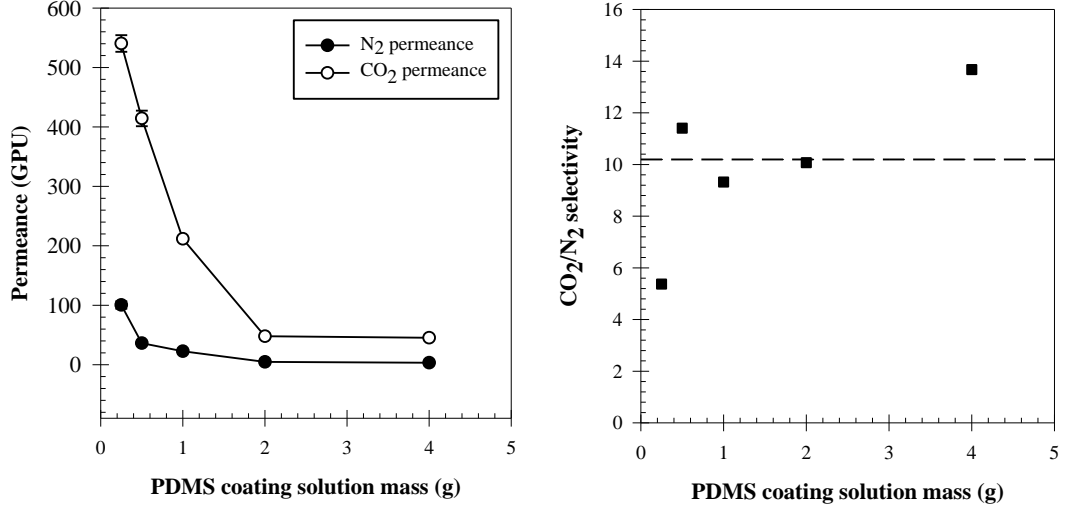 600
500
400
300
200
100
0
Permeance (GPU)
N2 permeance
CO2 permeance
0 1 2 3 4 5
PDMS coating solution mass (g)
16
14
12
10
8
6
4
2
0
CO2/N2 selectivity
0 1 2 3 4 5
PDMS coating solution mass (g)